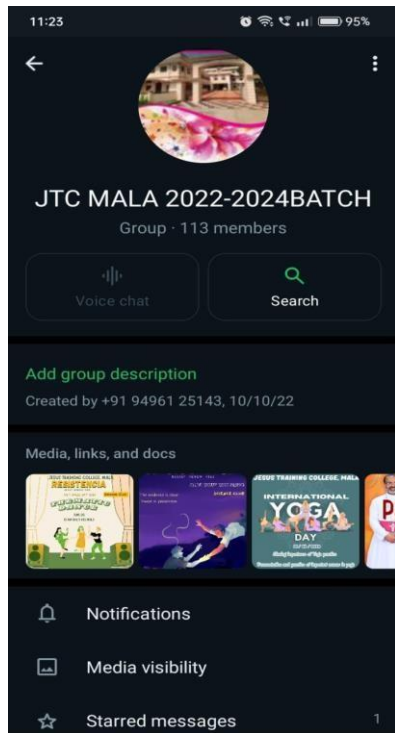 11:23
95%
JTC MALA 2022-2024BATCH
Group · 113 members
Voice chat
Search
Add group description
Created by +91 94961 25143, 10/10/22
Media, links, and docs
JESUS TRAINING COLLEGE, MALA
RESISTENCIA
THEMATIC
DANCE
JESUS TRAINING COLLEGE, MALA
INTERNATIONAL
YOGA
DAY
P
Notifications
Media visibility
Starred messages
1